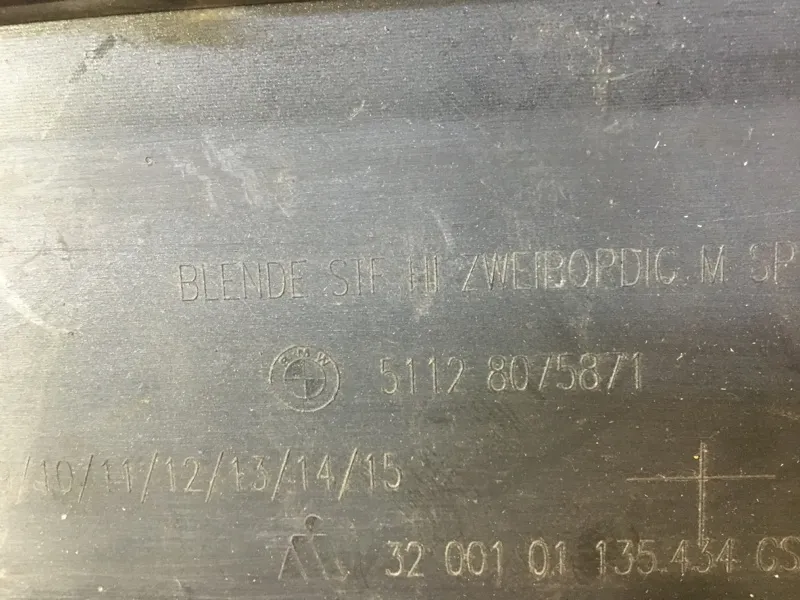 BLENDE STF HI ZWEIBORDIG M SP
BMW 5112 8075871
/10/11/12/13/14/15
32 001 01 135.434 CS